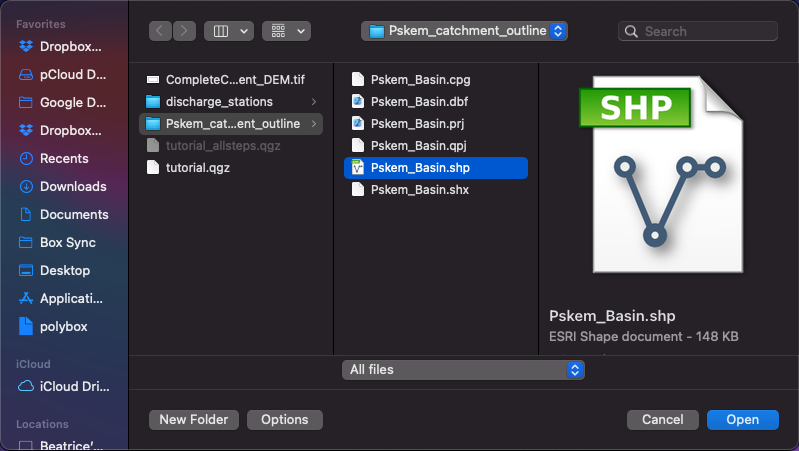 Favorites
Dropbox...
pCloud D...
Google D...
Dropbox...
Recents
Downloads
Documents
Box Sync
Desktop
Applicati...
polybox
iCloud
iCloud Dri...
Locations
Beatrice's...
Pskem_catchment_outline
Search
CompleteC...ent_DEM.tif
discharge_stations
Pskem_cat...ent_outline
tutorial_allsteps.qgz
tutorial.qgz
Pskem_Basin.cpg
Pskem_Basin.dbf
Pskem_Basin.prj
Pskem_Basin.qpj
Pskem_Basin.shp
Pskem_Basin.shx
SHP
Pskem_Basin.shp
ESRI Shape document - 148 KB
All files
New Folder
Options
Cancel
Open